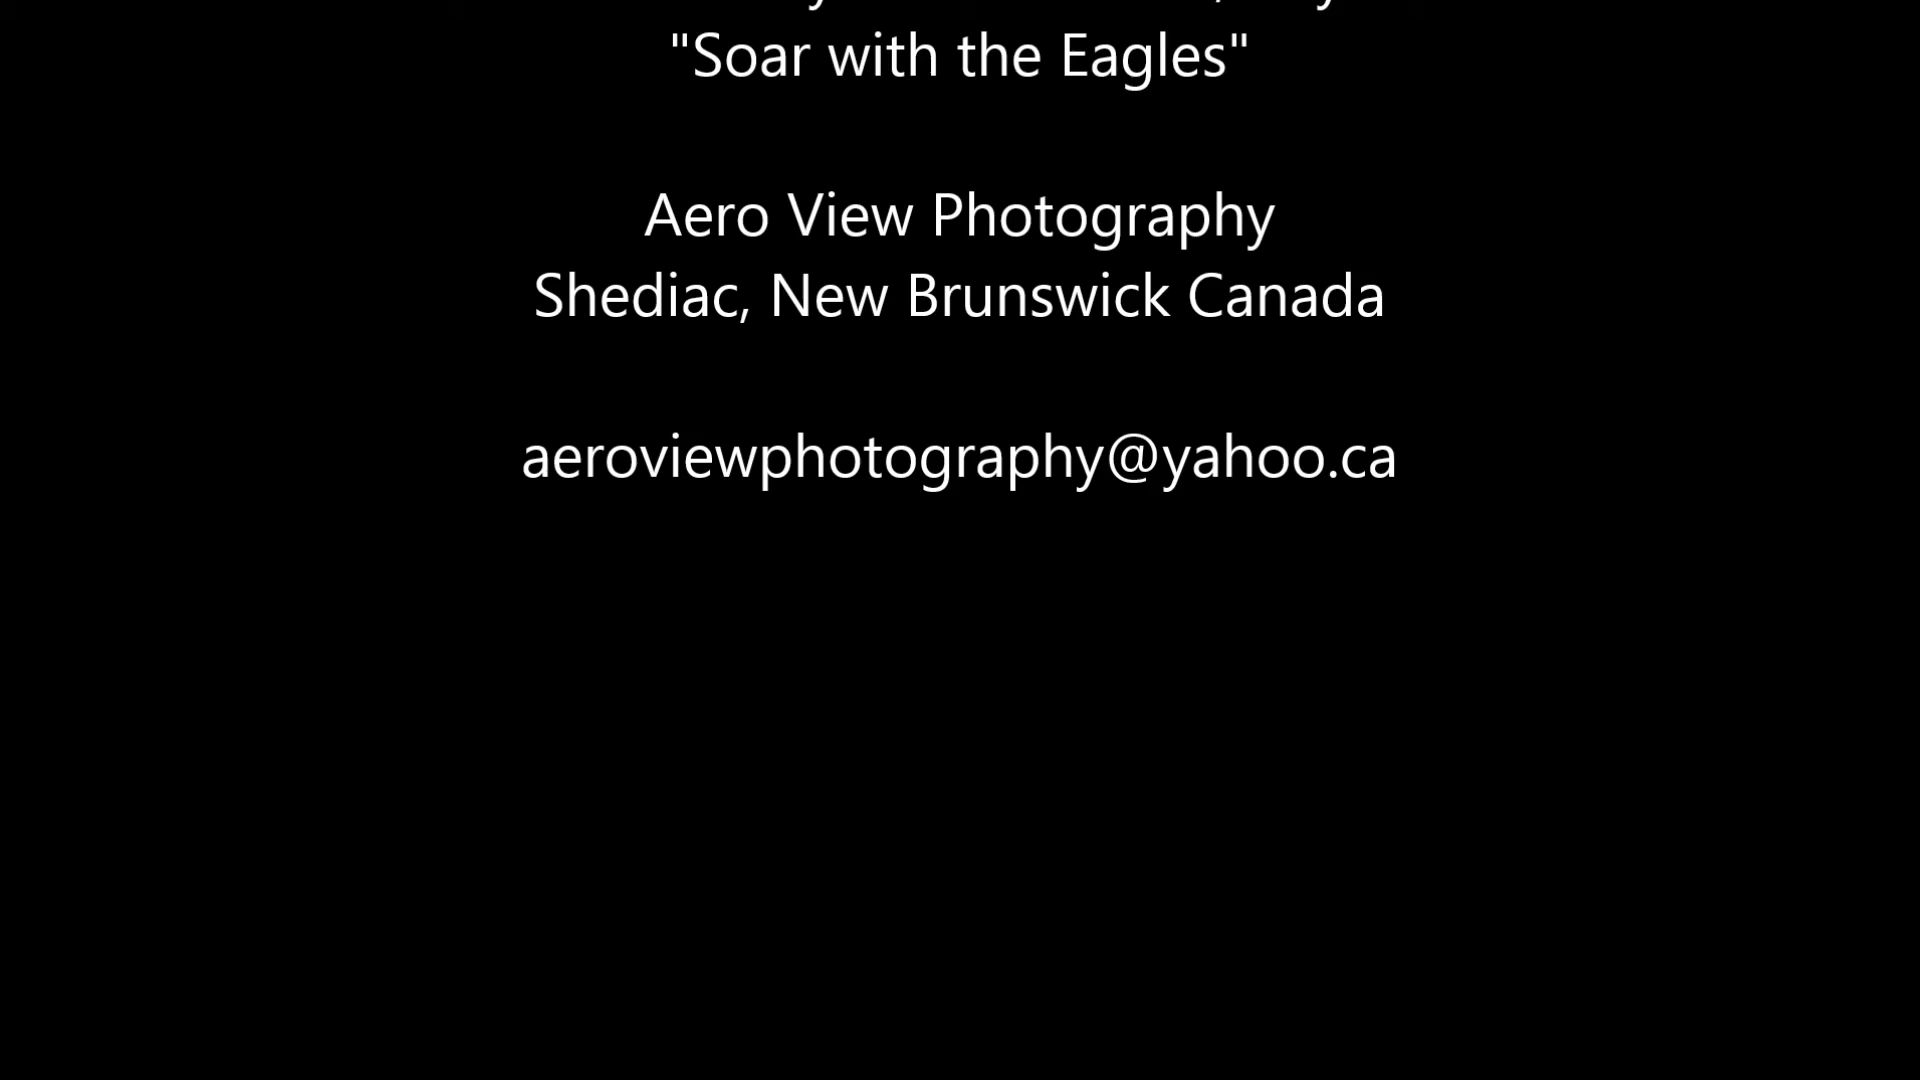 "Soar with the Eagles"
Aero View Photography
Shediac, New Brunswick Canada
aeroviewphotography@yahoo.ca